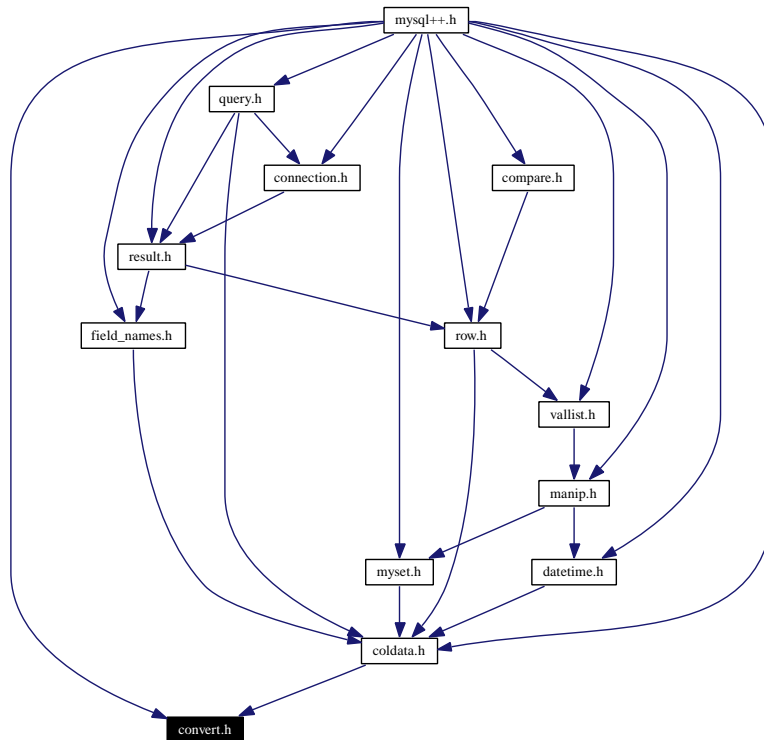 mysql++.h
query.h
connection.h
compare.h
result.h
field_names.h
row.h
vallist.h
manip.h
myset.h
datetime.h
coldata.h
convert.h